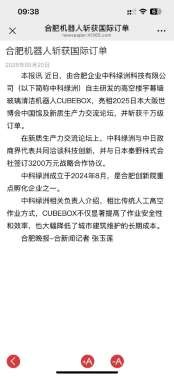 09:38
合肥机器人斩获国际订单
newspaper.hf365.com
合肥机器人斩获国际订单
2025年05月20日
本报讯 近日，由合肥企业中科绿洲科技有限公
司（以下简称中科绿洲）自主研发的高空楼宇幕墙
玻璃清洁机器人CUBEBOX，亮相2025日本大阪世
博会中国馆及新质生产力交流论坛，并斩获千万级
订单。
在新质生产力交流论坛上，中科绿洲与中日政
商界代表共同洽谈科技创新，并与日本秦野株式会
社签订3200万元战略合作协议。
中科绿洲成立于2024年8月，是合肥创新院重
点孵化企业之一。
中科绿洲相关负责人介绍，相比传统人工高空
作业方式，CUBEBOX不仅显著提高了作业安全性
和效率，也大幅降低了城市建筑维护的长期成本。
合肥晚报-合新闻记者 张玉莲
+A
-A